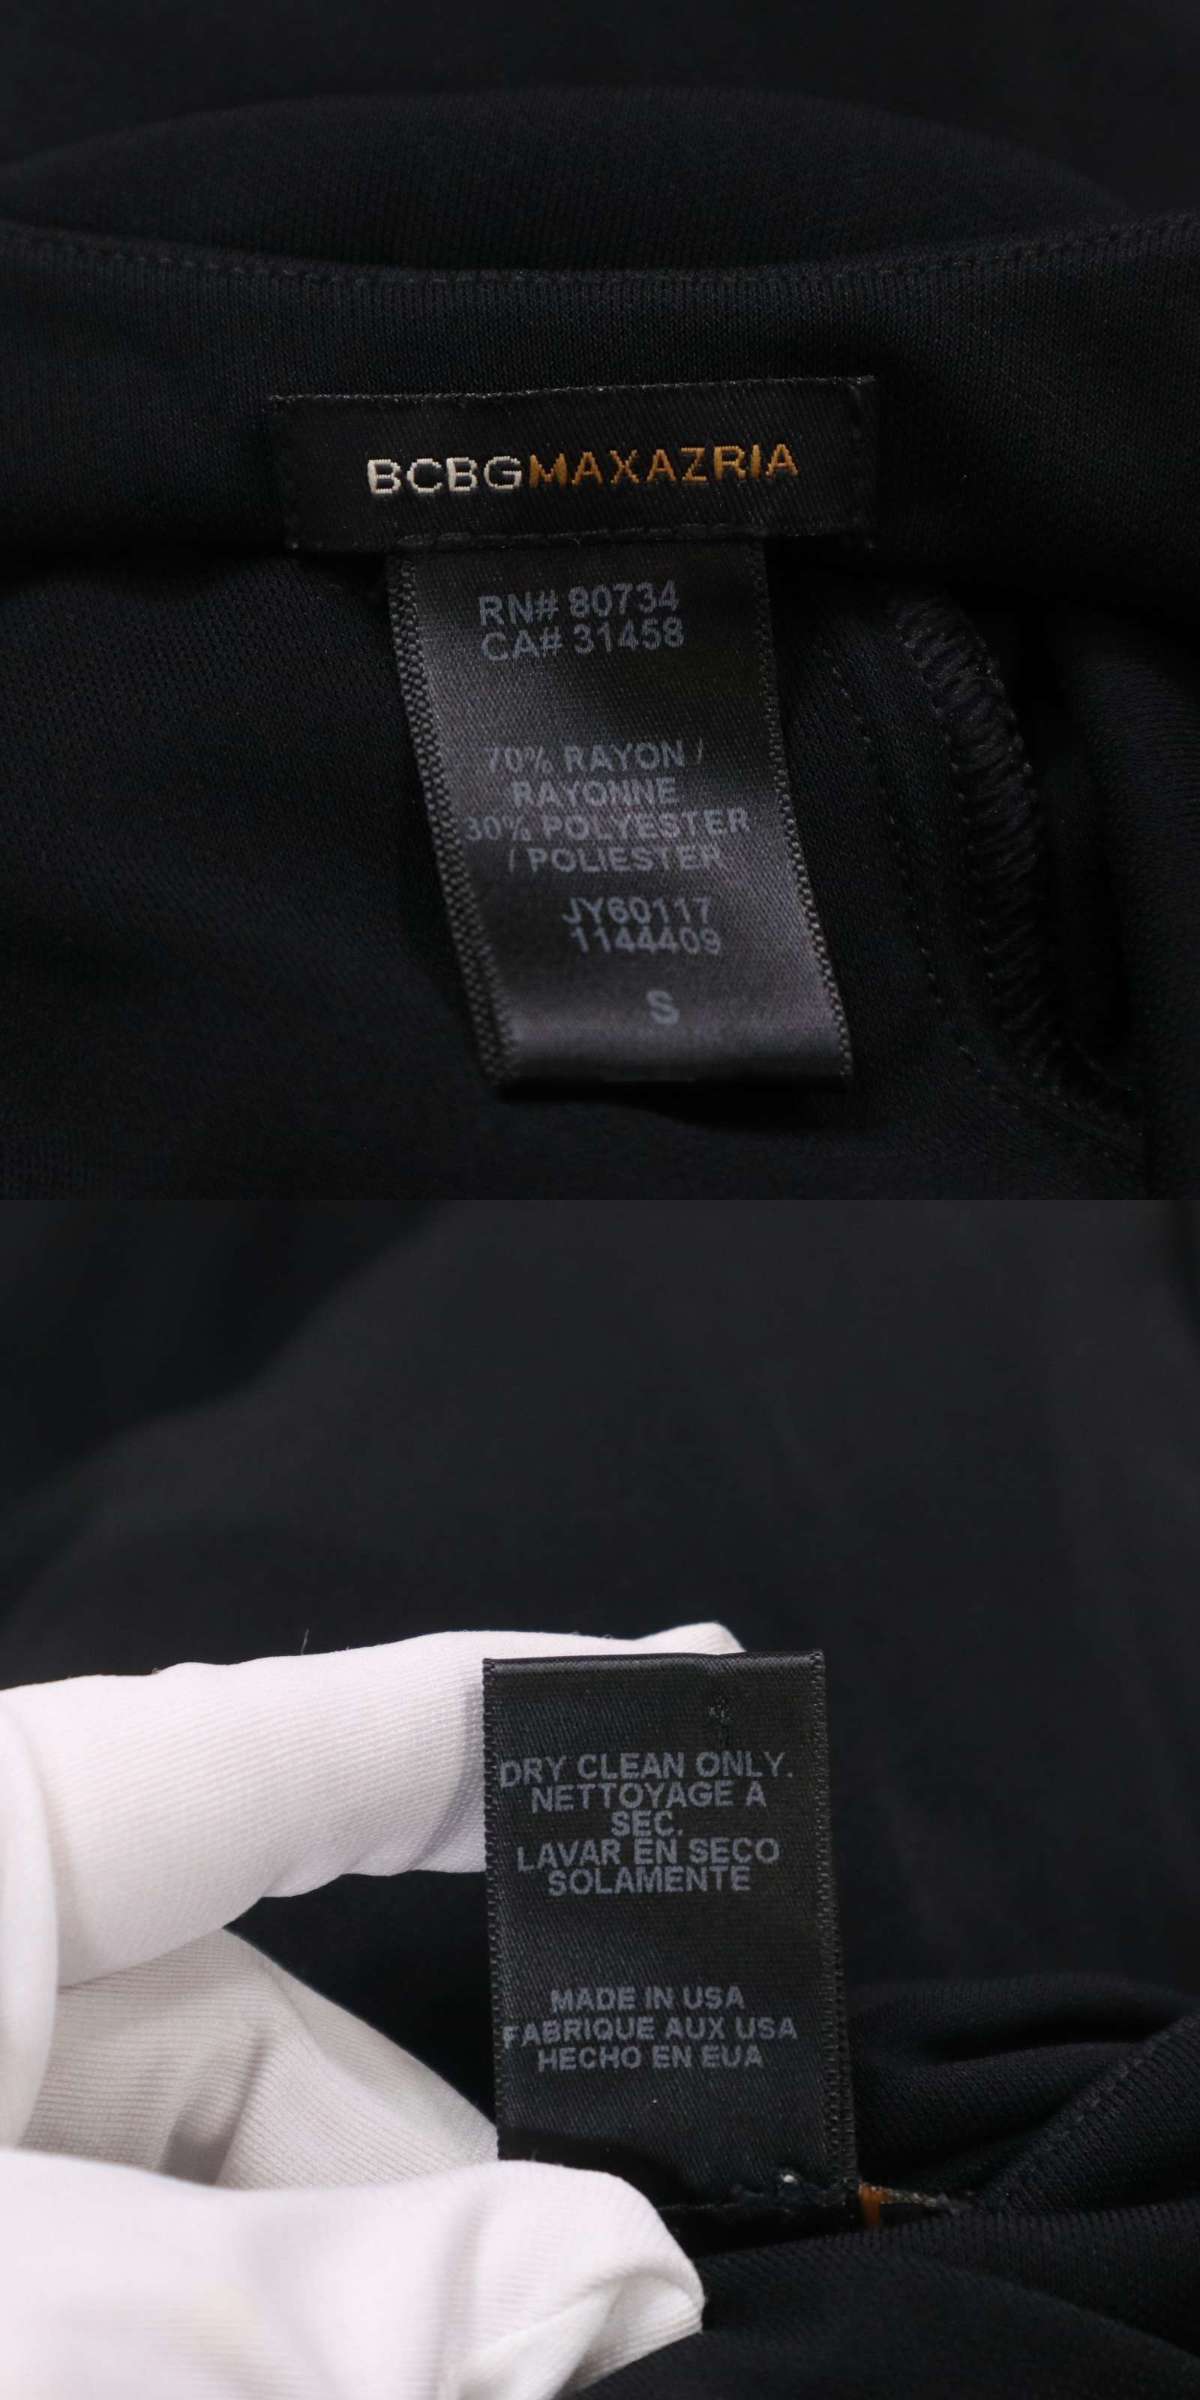 BCBGMAXAZRIA
RN# 80734
CA# 31458
70% RAYON /
RAYONNE
30% POLYESTER
/ POLIESTER
JY60117
1144409
S
DRY CLEAN ONLY.
NETTOYAGE A
SEC.
LAVAR EN SECO
SOLAMENTE
MADE IN USA
FABRIQUE AUX USA
HECHO EN EUA